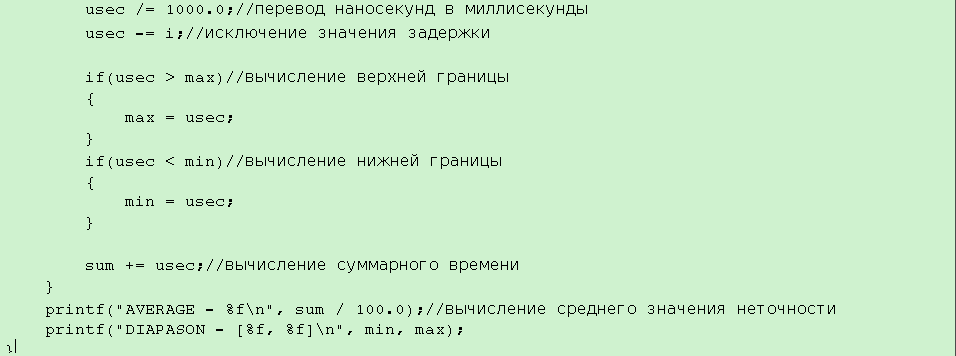 usec /= 1000.0;//перевод наносекунд в миллисекунды
usec -= i;//исключение значения задержки
if(usec > max)//вычисление верхней границы
{
max = usec;
}
if(usec < min)//вычисление нижней границы
{
min = usec;
}
sum += usec;//вычисление суммарного времени
}
printf("AVERAGE - %f\n", sum / 100.0);//вычисление среднего значения неточности
printf("DIAPASON - [%f, %f]\n", min, max);
}